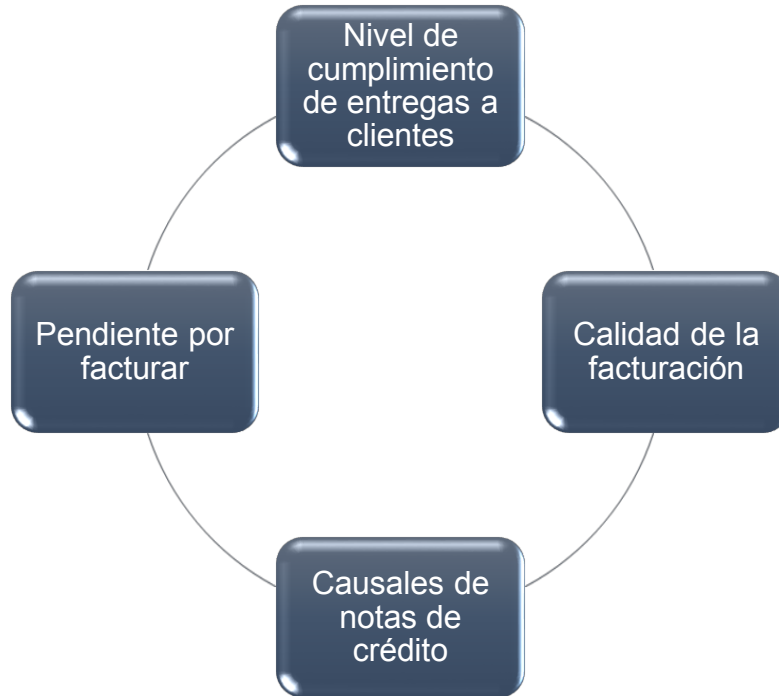 Nivel de
cumplimiento
de entregas a
clientes
Pendiente por
facturar
Calidad de la
facturación
Causales de
notas de
crédito